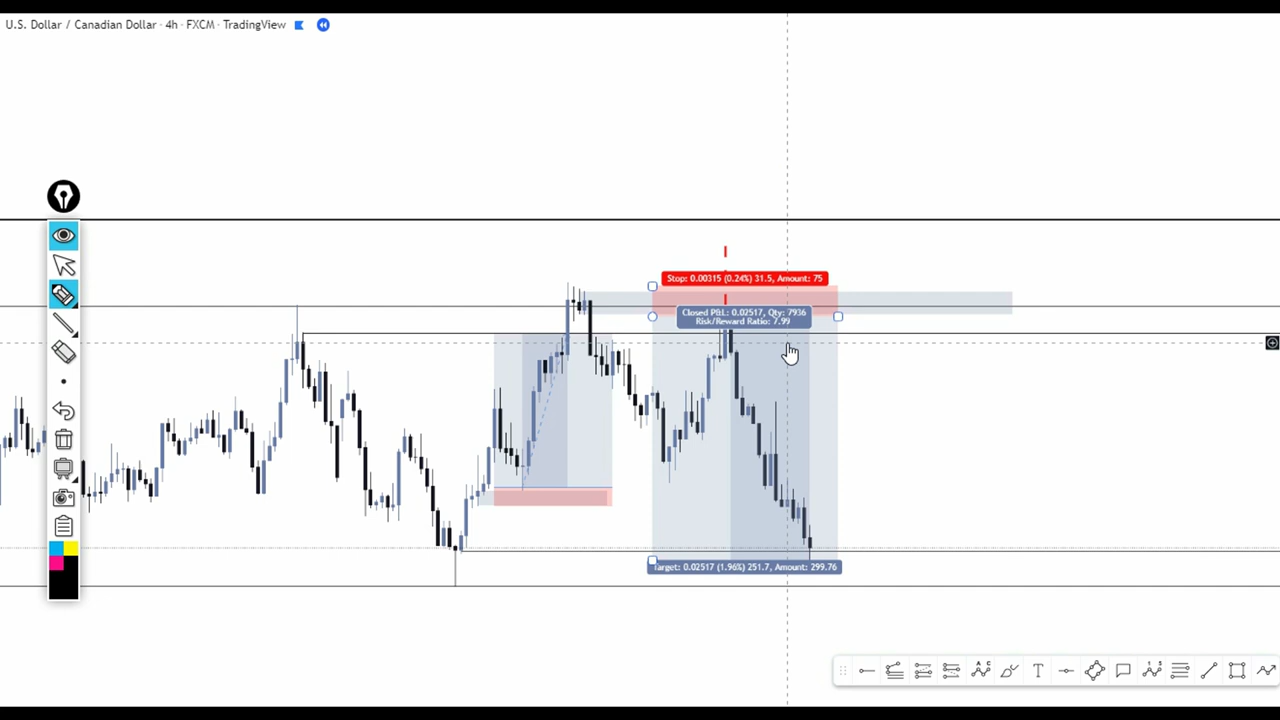 U.S. Dollar / Canadian Dollar · 4h · FXCM · TradingView
Stop: 0.00315 (0.24%) 31.5, Amount: 75
Closed P&L: 0.02517, Qty: 7936
Risk/Reward Ratio: 7.99
Target: 0.02517 (1.96%) 251.7, Amount: 299.76